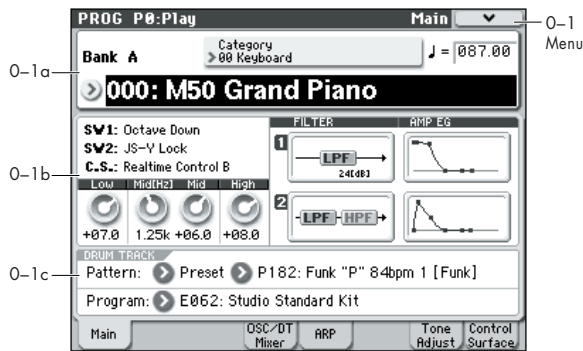 PROG P0:Play Main
0–1
Menu
Bank A
Category
00 Keyboard
♩ = 087.00
0–1a
000: M50 Grand Piano
SW1: Octave Down
SW2: JS-Y Lock
C.S.: Realtime Control B
0–1b
Low Mid[Hz] Mid High
+07.0 1.25k +06.0 +08.0
FILTER AMP EG
1 LPF
24[dB]
2 LPF HPF
DRUM TRACK
0–1c
Pattern: Preset P182: Funk "P" 84bpm 1 [Funk]
Program: E062: Studio Standard Kit
Main OSC/DT Mixer ARP Tone Adjust Control Surface